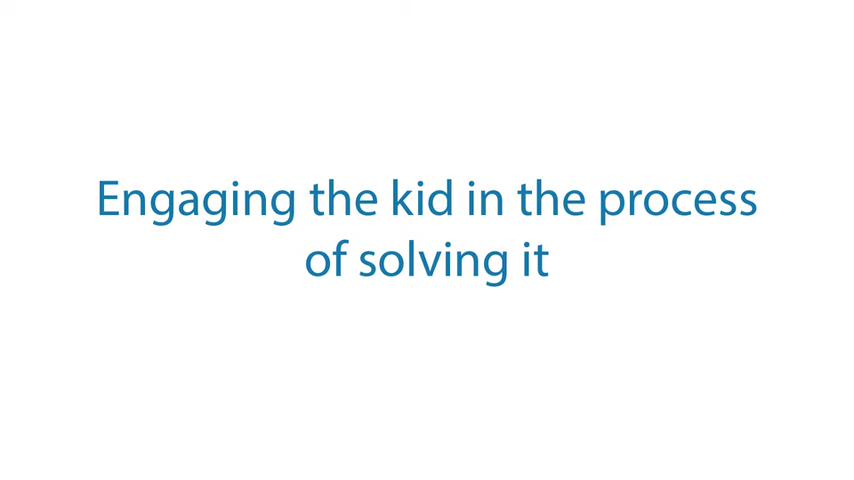 Engaging the kid in the process
of solving it